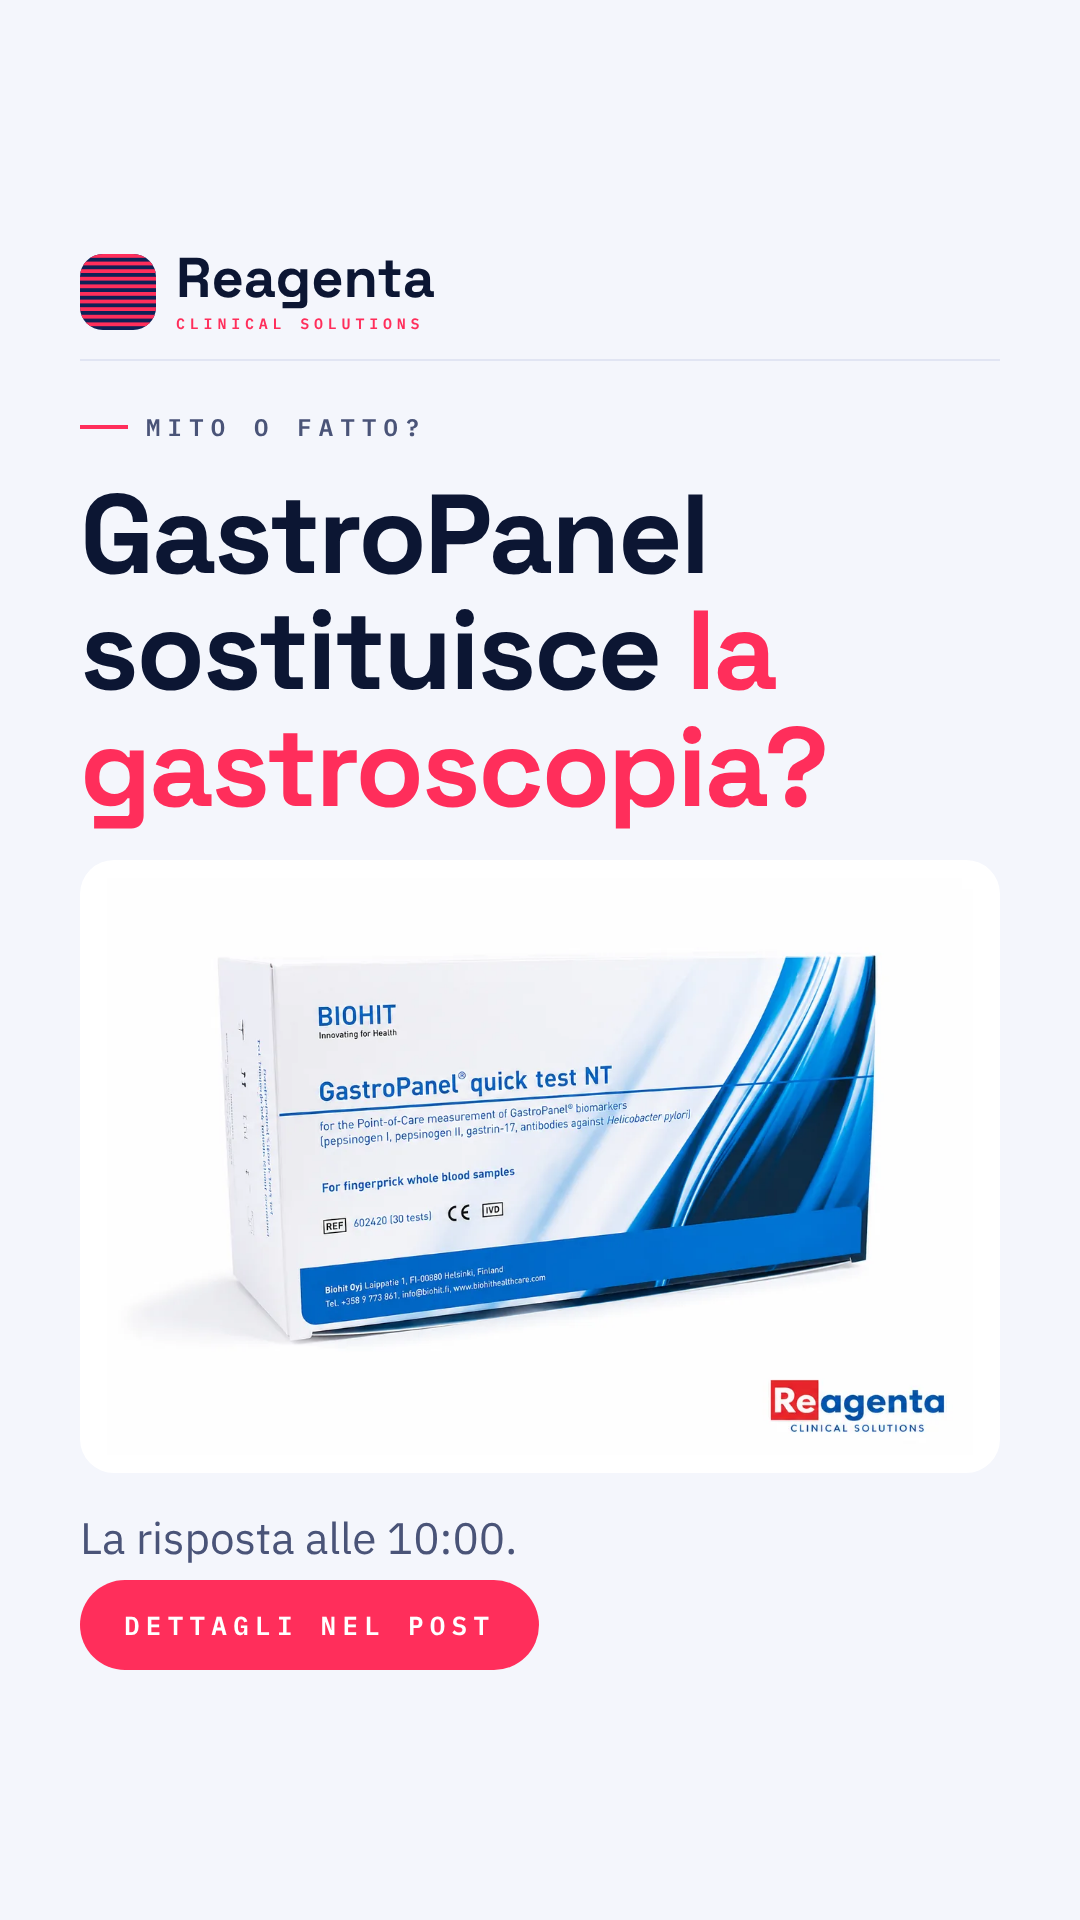 Reagenta
CLINICAL SOLUTIONS
MITO O FATTO?
GastroPanel
sostituisce la
gastroscopia?
BIOHIT
Innovating for Health
GastroPanel® quick test NT
for the Point-of-Care measurement of GastroPanel® biomarkers
(pepsinogen I, pepsinogen II, gastrin-17, antibodies against Helicobacter pylori)
For fingerprick whole blood samples
REF 602420 (30 tests) CE IVD
Biohit Oyj Laippatie 1, FI-00880 Helsinki, Finland
Tel. +358 9 773 861, info@biohit.fi, www.biohithealthcare.com
Reagenta
CLINICAL SOLUTIONS
La risposta alle 10:00.
DETTAGLI NEL POST